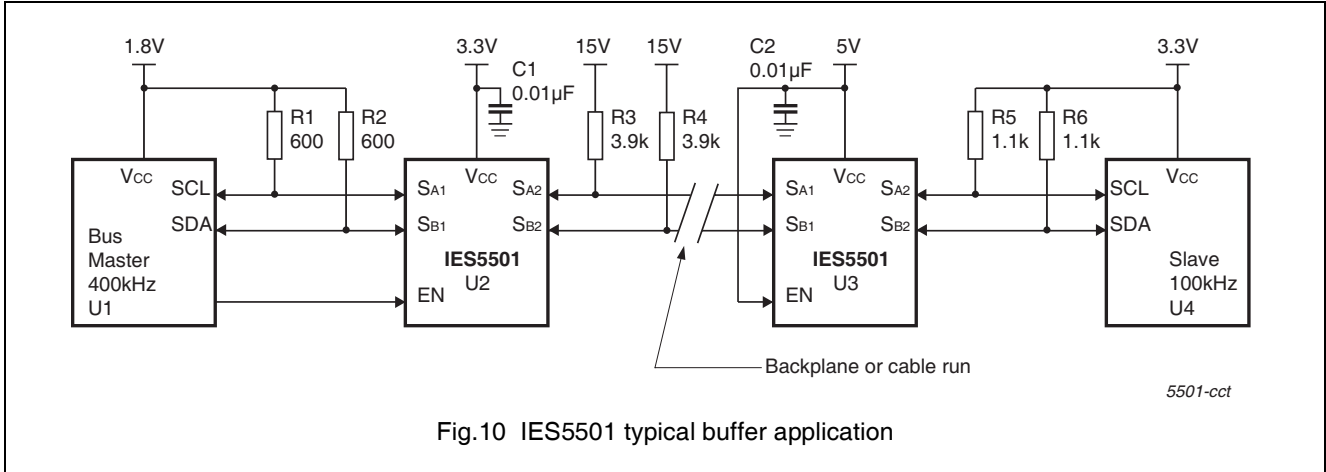 1.8V
3.3V
15V
15V
C2
0.01µF
5V
3.3V
C1
0.01µF
R1
600
R2
600
R3
3.9k
R4
3.9k
R5
1.1k
R6
1.1k
VCC
SCL
SDA
Bus
Master
400kHz
U1
VCC
SA1
SA2
SB1
SB2
IES5501
U2
EN
VCC
SA1
SA2
SB1
SB2
IES5501
U3
EN
VCC
SCL
SDA
Slave
100kHz
U4
Backplane or cable run
5501-cct
Fig.10 IES5501 typical buffer application